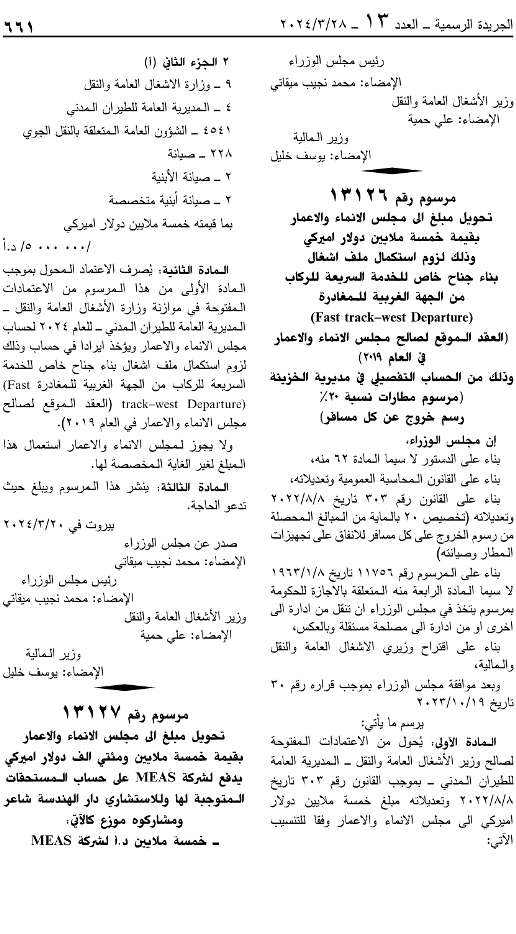 الجريدة الرسمية ــ العدد ١٣ ــ ٢٠٢٤/٣/٢٨
٦٦١
رئيس مجلس الوزراء
الإمضاء: محمد نجيب ميقاتي
وزير الأشغال العامة والنقل
الإمضاء: علي حمية
وزير المالية
الإمضاء: يوسف خليل
مرسوم رقم ١٣١٢٦
تحويل مبلغ الى مجلس الانماء والاعمار
بقيمة خمسة ملايين دولار اميركي
وذلك لزوم استكمال ملف اشغال
بناء جناح خاص للخدمة السريعة للركاب
من الجهة الغربية للمغادرة
(Fast track–west Departure)
(العقد الموقع لصالح مجلس الانماء والاعمار
في العام ٢٠١٩)
وذلك من الحساب التفصيلي في مديرية الخزينة
(مرسوم مطارات نسبة ٢٠٪
رسم خروج عن كل مسافر)
إن مجلس الوزراء،
بناء على الدستور لا سيما المادة ٦٢ منه،
بناء على القانون المحاسبة العمومية وتعديلاته،
بناء على القانون رقم ٣٠٣ تاريخ ٢٠٢٢/٨/٨
وتعديلاته (تخصيص ٢٠ بالماية من المبالغ المحصلة
من رسوم الخروج على كل مسافر للانفاق على تجهيزات
المطار وصيانته)
بناء على المرسوم رقم ١١٧٥٦ تاريخ ١٩٦٣/١/٨
لا سيما المادة الرابعة منه المتعلقة بالاجازة للحكومة
بمرسوم يتخذ في مجلس الوزراء ان تنقل من ادارة الى
اخرى او من ادارة الى مصلحة مستقلة وبالعكس،
بناء على اقتراح وزيري الاشغال العامة والنقل
والمالية،
وبعد موافقة مجلس الوزراء بموجب قراره رقم ٣٠
تاريخ ٢٠٢٣/١٠/١٩
يرسم ما يأتي:
المادة الأولى: يُحول من الاعتمادات المفتوحة
لصالح وزير الأشغال العامة والنقل ــ المديرية العامة
للطيران المدني ــ بموجب القانون رقم ٣٠٣ تاريخ
٢٠٢٢/٨/٨ وتعديلاته مبلغ خمسة ملايين دولار
اميركي الى مجلس الانماء والاعمار وفقا للتنسيب
الآتي:
٢ الجزء الثاني (أ)
٩ ــ وزارة الاشغال العامة والنقل
٤ ــ المديرية العامة للطيران المدني
٤٥٤١ ــ الشؤون العامة المتعلقة بالنقل الجوي
٢٢٨ ــ صيانة
٢ ــ صيانة الأبنية
٢ ــ صيانة أبنية متخصصة
بما قيمته خمسة ملايين دولار اميركي
/٥ ٠٠٠ ٠٠٠/ د.أ
المادة الثانية: يُصرف الاعتماد المحول بموجب
المادة الأولى من هذا المرسوم من الاعتمادات
المفتوحة في موازنة وزارة الأشغال العامة والنقل ــ
المديرية العامة للطيران المدني ــ للعام ٢٠٢٤ لحساب
مجلس الانماء والاعمار ويؤخذ ايرادا في حساب وذلك
لزوم استكمال ملف اشغال بناء جناح خاص للخدمة
السريعة للركاب من الجهة الغربية للمغادرة (Fast
track–west Departure) (العقد الموقع لصالح
مجلس الانماء والاعمار في العام ٢٠١٩).
ولا يجوز لمجلس الانماء والاعمار استعمال هذا
المبلغ لغير الغاية المخصصة لها.
المادة الثالثة: ينشر هذا المرسوم ويبلغ حيث
تدعو الحاجة.
بيروت في ٢٠٢٤/٣/٢٠
صدر عن مجلس الوزراء
الإمضاء: محمد نجيب ميقاتي
رئيس مجلس الوزراء
الإمضاء: محمد نجيب ميقاتي
وزير الأشغال العامة والنقل
الإمضاء: علي حمية
وزير المالية
الإمضاء: يوسف خليل
مرسوم رقم ١٣١٢٧
تحويل مبلغ الى مجلس الانماء والاعمار
بقيمة خمسة ملايين ومئتي الف دولار اميركي
يدفع لشركة MEAS على حساب المستحقات
المتوجبة لها وللاستشاري دار الهندسة شاعر
ومشاركوه موزع كالآتي:
ــ خمسة ملايين د.أ لشركة MEAS